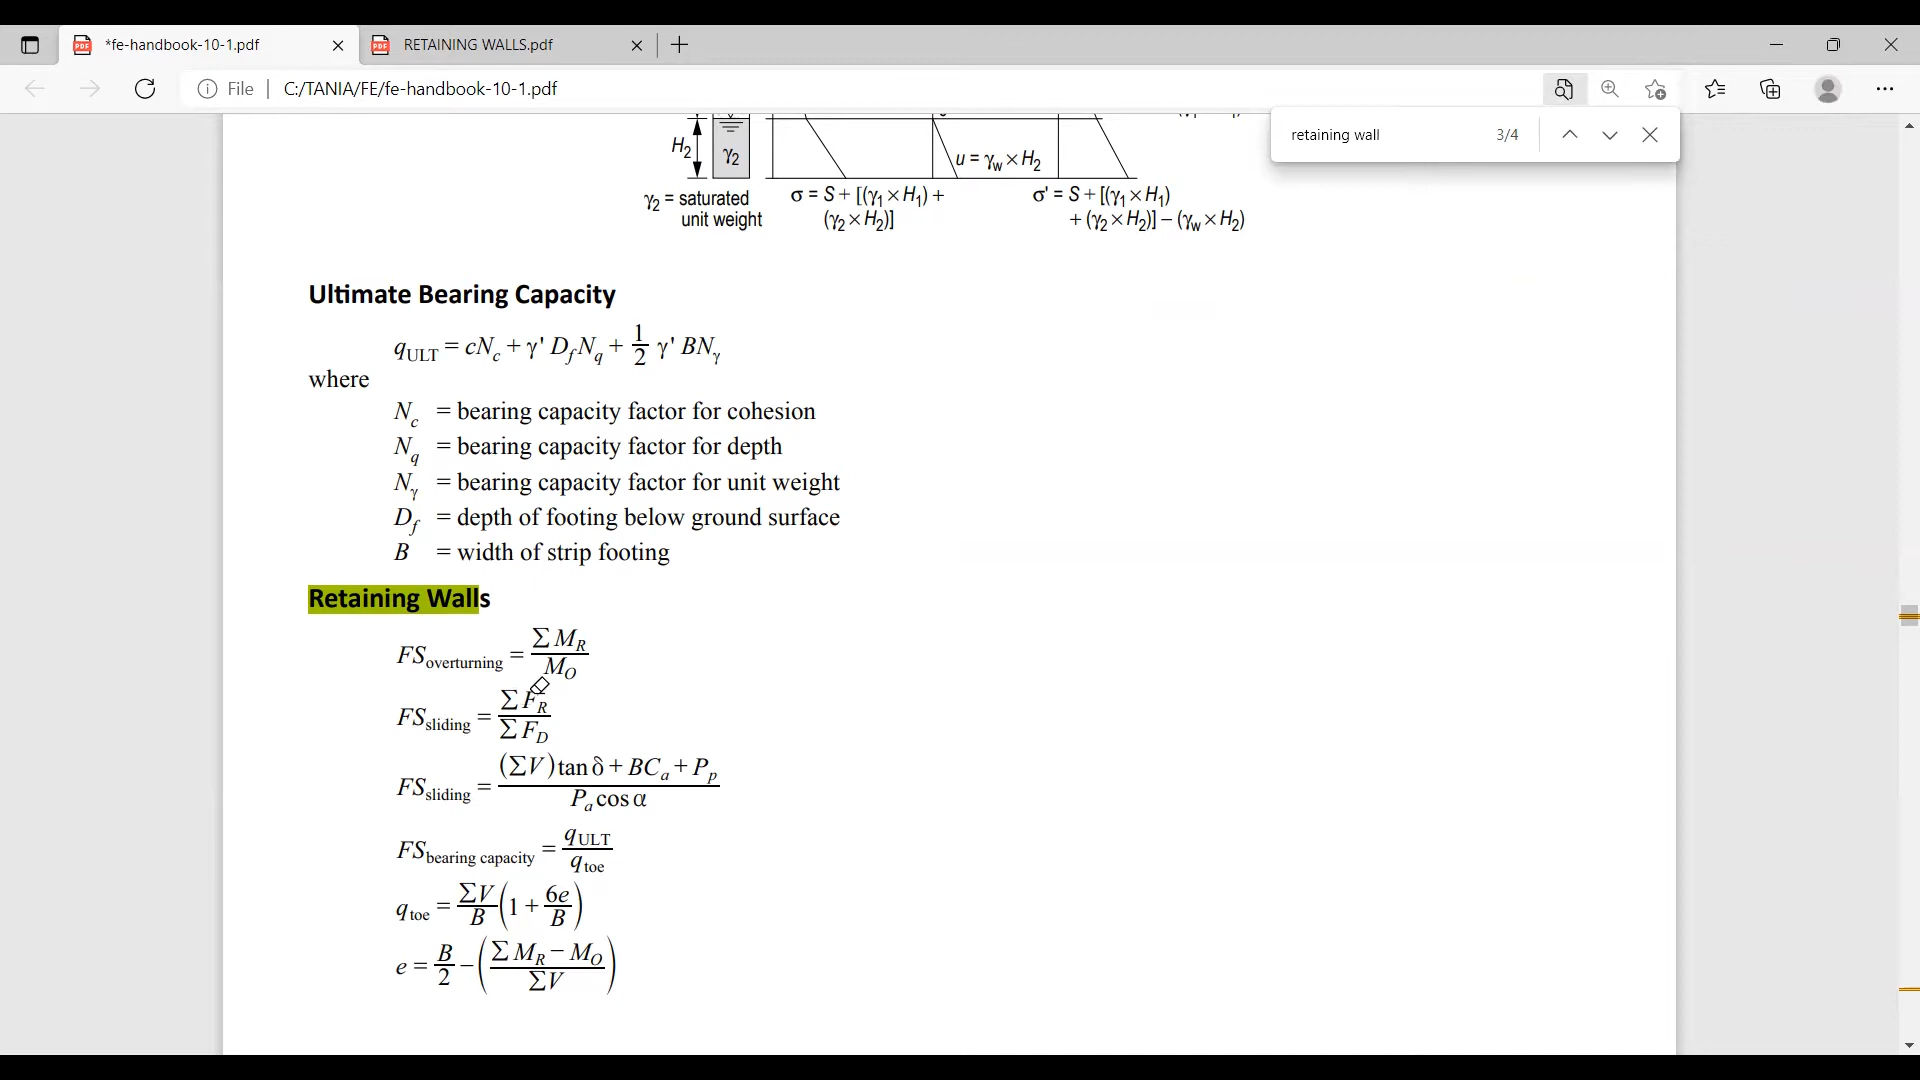 *fe-handbook-10-1.pdf
RETAINING WALLS.pdf
File | C:/TANIA/FE/fe-handbook-10-1.pdf
retaining wall 3/4
H₂ γ₂ u = γw × H₂
γ₂ = saturated
unit weight
σ = S + [(γ₁ × H₁) +
(γ₂ × H₂)]
σ' = S + [(γ₁ × H₁)
+ (γ₂ × H₂)] − (γw × H₂)
Ultimate Bearing Capacity
qULT = cNc + γ' Df Nq + 1/2 γ' BNγ
where
Nc = bearing capacity factor for cohesion
Nq = bearing capacity factor for depth
Nγ = bearing capacity factor for unit weight
Df = depth of footing below ground surface
B = width of strip footing
Retaining Walls
FSoverturning = ΣMR / MO
FSsliding = ΣFR / ΣFD
FSsliding = ((ΣV)tan δ + BCa + Pp) / (Pa cos α)
FSbearing capacity = qULT / qtoe
qtoe = ΣV/B (1 + 6e/B)
e = B/2 − ((ΣMR − MO) / ΣV)